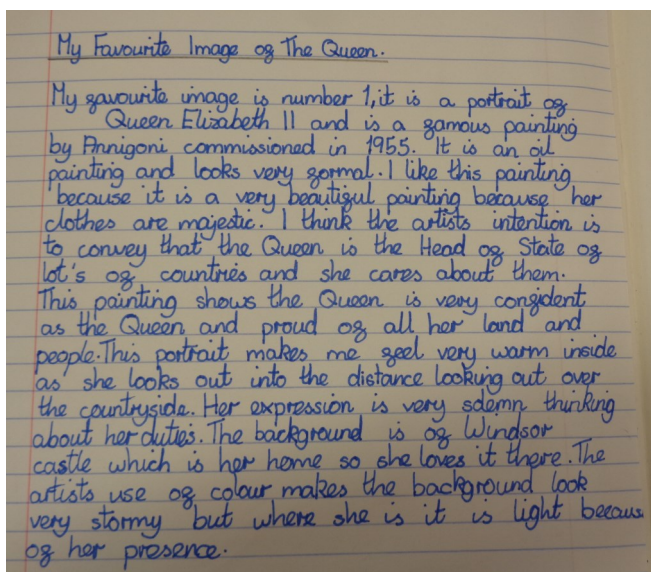 My Favourite Image of The Queen.
My favourite image is number 1, it is a portrait of
Queen Elizabeth II and is a famous painting
by Annigoni commissioned in 1955. It is an oil
painting and looks very formal. I like this painting
because it is a very beautiful painting because her
clothes are majestic. I think the artists intention is
to convey that the Queen is the Head of State of
lot's of countries and she cares about them.
This painting shows the Queen is very confident
as the Queen and proud of all her land and
people. This portrait makes me feel very warm inside
as she looks out into the distance looking out over
the countryside. Her expression is very solemn thinking
about her duties. The background is of Windsor
castle which is her home so she loves it there. The
artists use of colour makes the background look
very stormy but where she is it is light becaus
of her presence.